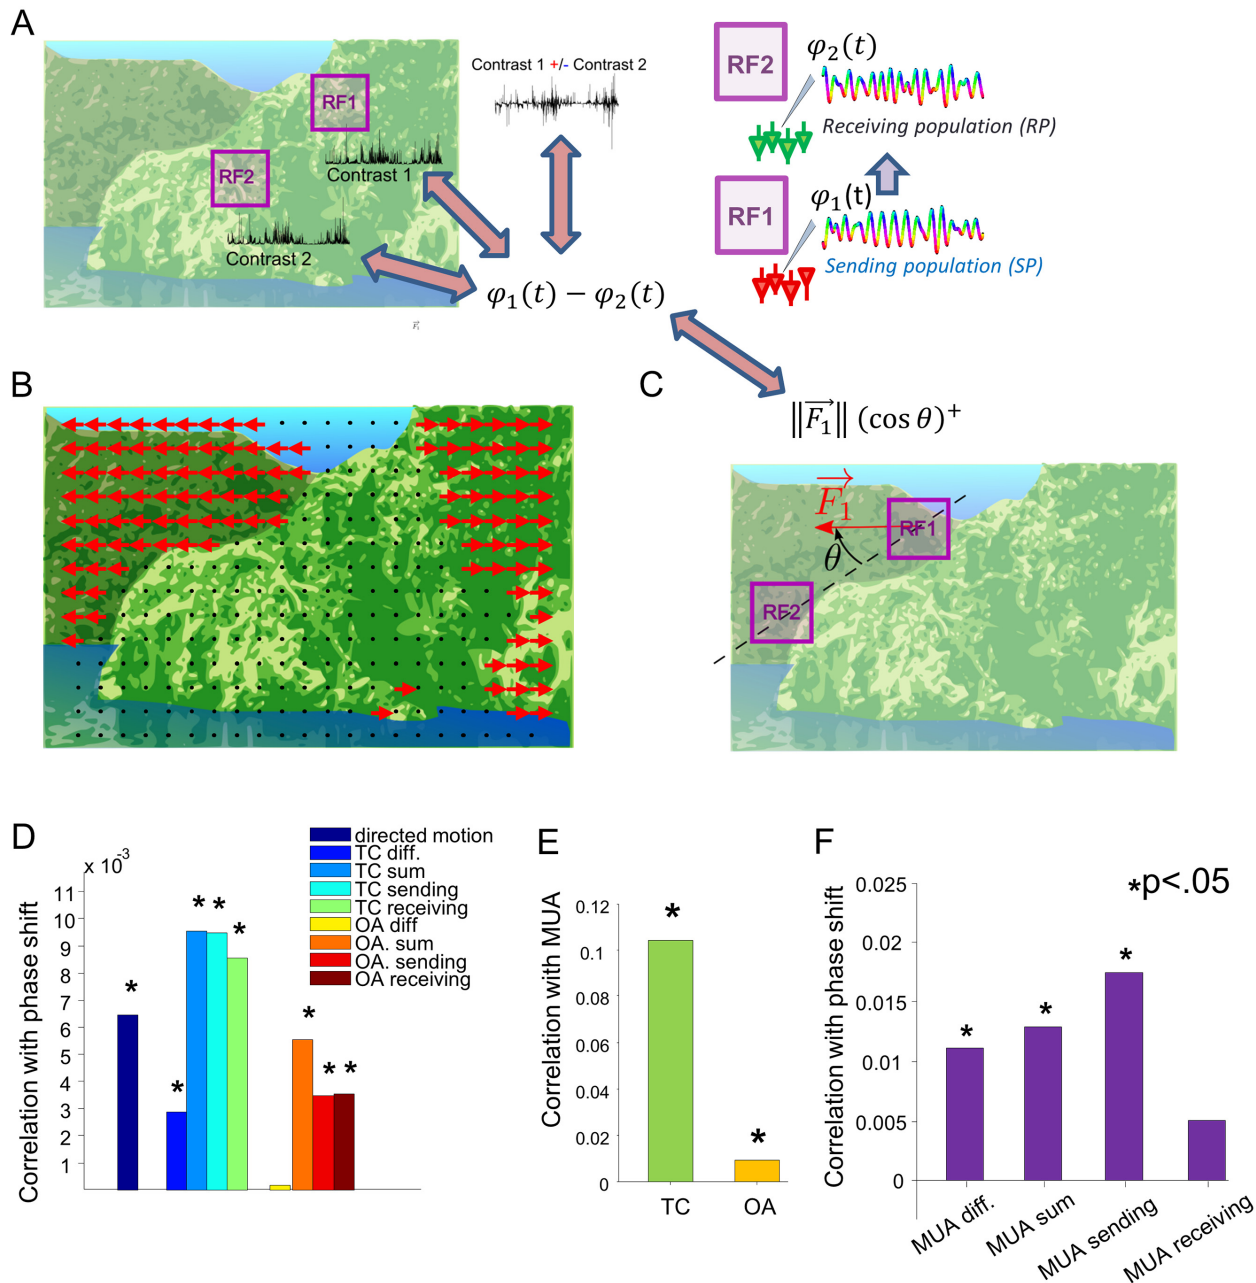 A
Contrast 1 +/- Contrast 2
RF1
RF2
Contrast 1
Contrast 2
φ₁(t) − φ₂(t)
RF2
φ₂(t)
Receiving population (RP)
RF1
φ₁(t)
Sending population (SP)
B
C
‖F₁→‖ (cos θ)⁺
F₁→
RF1
θ
RF2
D
x 10⁻³
Correlation with phase shift
11
10
9
8
7
6
5
4
3
2
1
directed motion
TC diff.
TC sum
TC sending
TC receiving
OA diff
OA. sum
OA. sending
OA receiving
* * * * * * * *
E
Correlation with MUA
0.12
0.1
0.08
0.06
0.04
0.02
0
*
*
TC OA
F
*p<.05
Correlation with phase shift
0.025
0.02
0.015
0.01
0.005
0
* * *
MUA diff.
MUA sum
MUA sending
MUA receiving